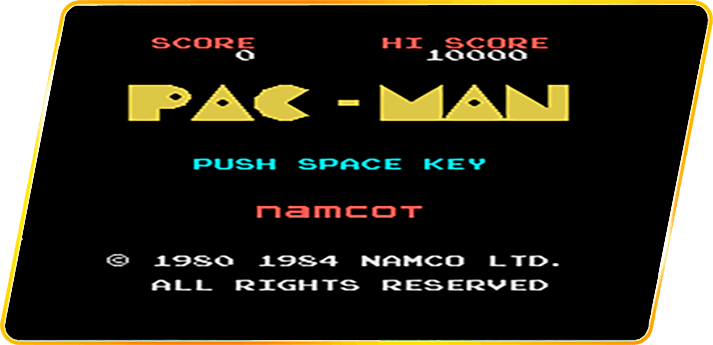 SCORE HI SCORE
0 10000
PAC-MAN
PUSH SPACE KEY
namcot
© 1980 1984 NAMCO LTD.
ALL RIGHTS RESERVED